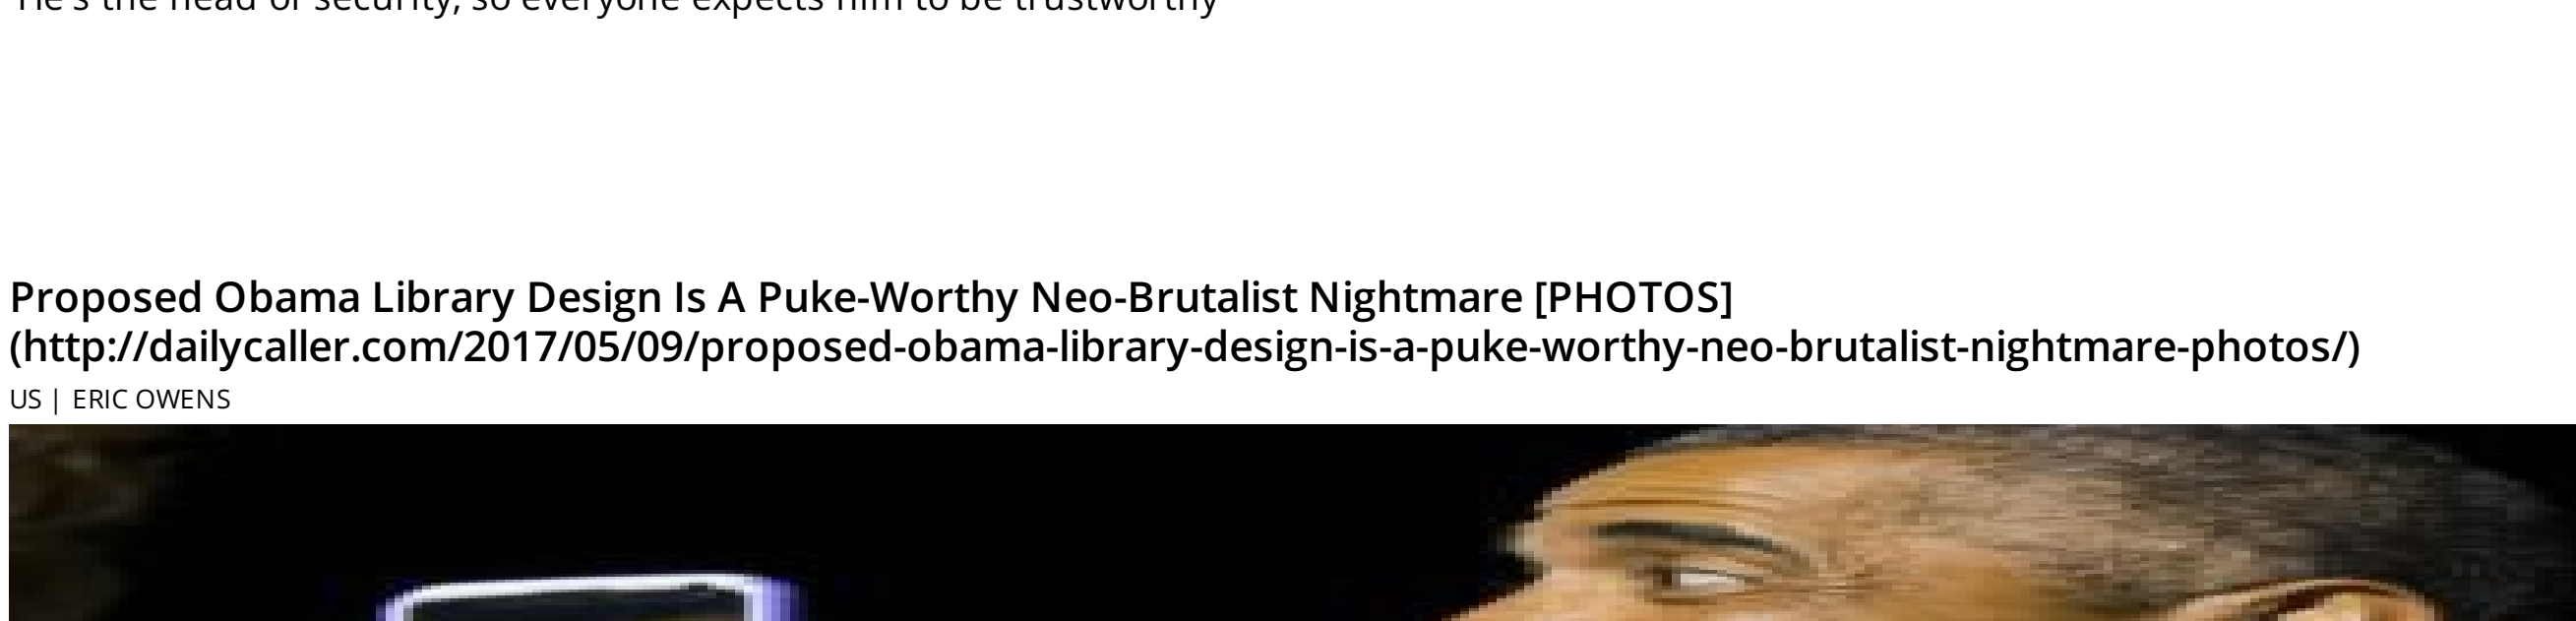 'He's the head of security, so everyone expects him to be trustworthy'
Proposed Obama Library Design Is A Puke-Worthy Neo-Brutalist Nightmare [PHOTOS]
(http://dailycaller.com/2017/05/09/proposed-obama-library-design-is-a-puke-worthy-neo-brutalist-nightmare-photos/)
US | ERIC OWENS